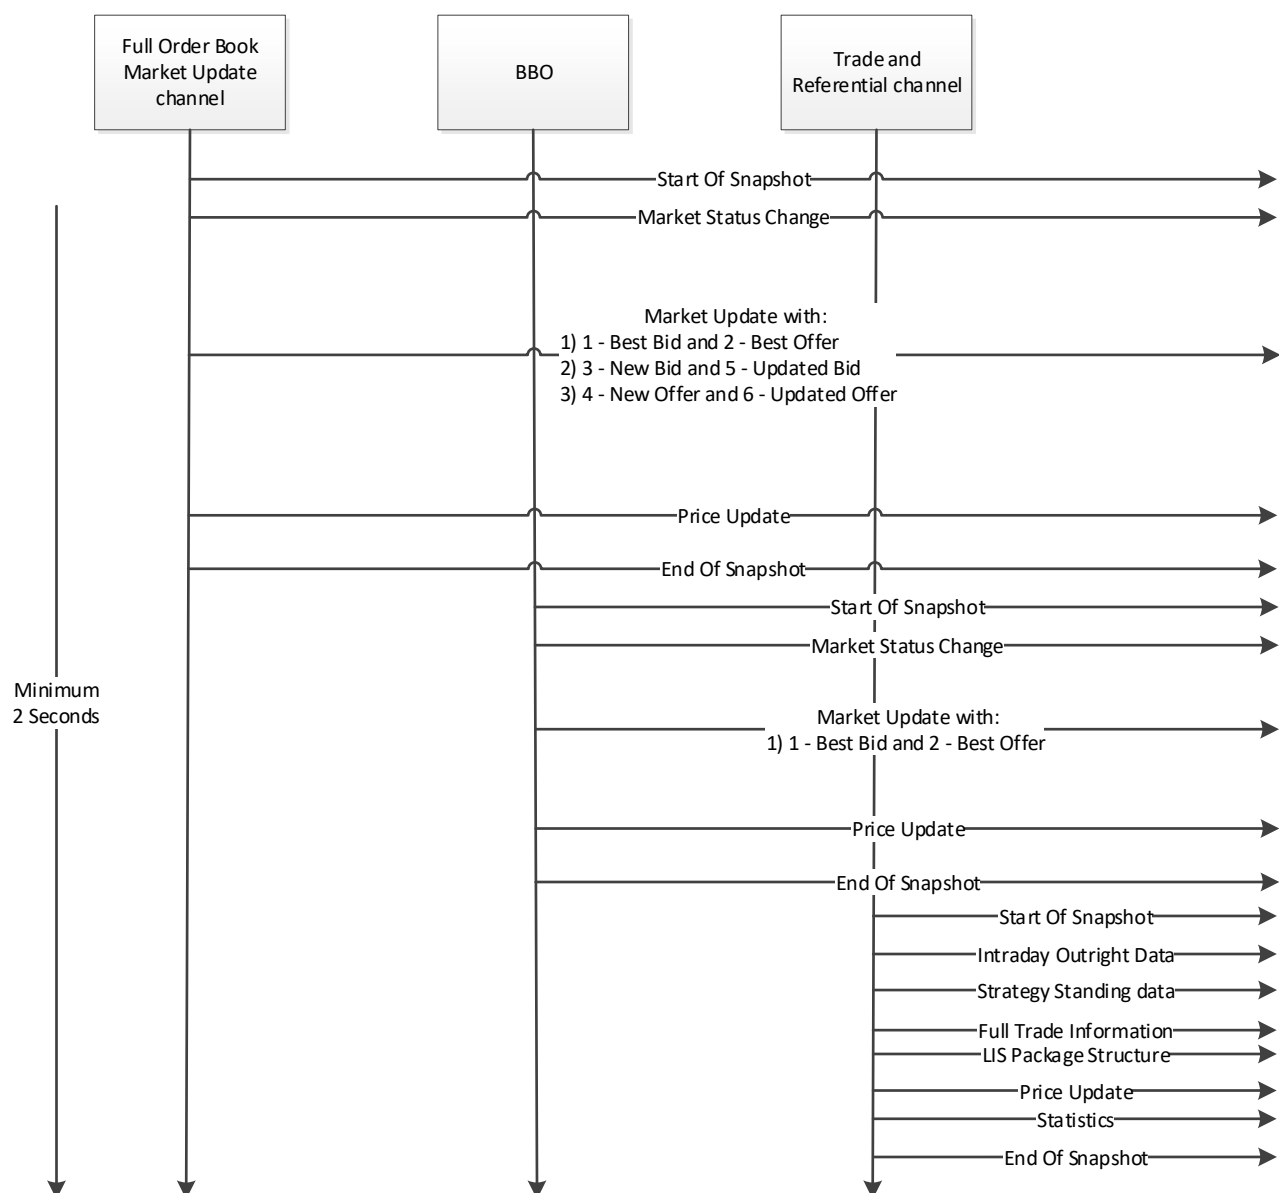 Full Order Book
Market Update
channel
BBO
Trade and
Referential channel
Start Of Snapshot
Market Status Change
Market Update with:
1) 1 - Best Bid and 2 - Best Offer
2) 3 - New Bid and 5 - Updated Bid
3) 4 - New Offer and 6 - Updated Offer
Price Update
End Of Snapshot
Start Of Snapshot
Market Status Change
Minimum
2 Seconds
Market Update with:
1) 1 - Best Bid and 2 - Best Offer
Price Update
End Of Snapshot
Start Of Snapshot
Intraday Outright Data
Strategy Standing data
Full Trade Information
LIS Package Structure
Price Update
Statistics
End Of Snapshot